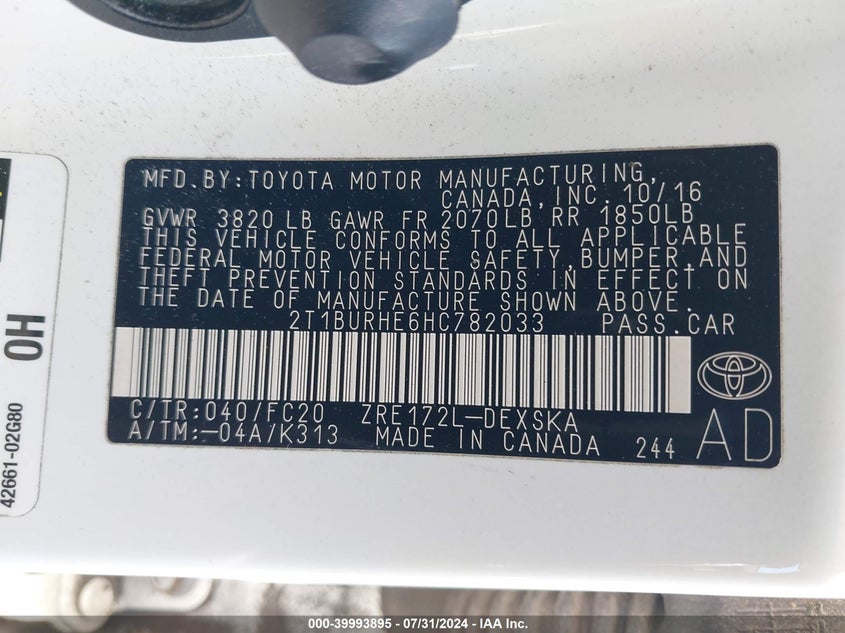 MFD.BY:TOYOTA MOTOR MANUFACTURING,
CANADA,INC. 10/16
GVWR 3820 LB GAWR FR 2070LB,RR 1850LB
THIS VEHICLE CONFORMS TO ALL APPLICABLE
FEDERAL MOTOR VEHICLE SAFETY,BUMPER,AND
THEFT PREVENTION STANDARDS IN EFFECT ON
THE DATE OF MANUFACTURE SHOWN ABOVE.
2T1BURHE6HC782033 PASS.CAR
C/TR:040/FC20 ZRE172L-DEXSKA
A/TM:-04A/K313 MADE IN CANADA 244
AD
42661-02G80
OH
000-39993895 - 07/31/2024 - IAA Inc.